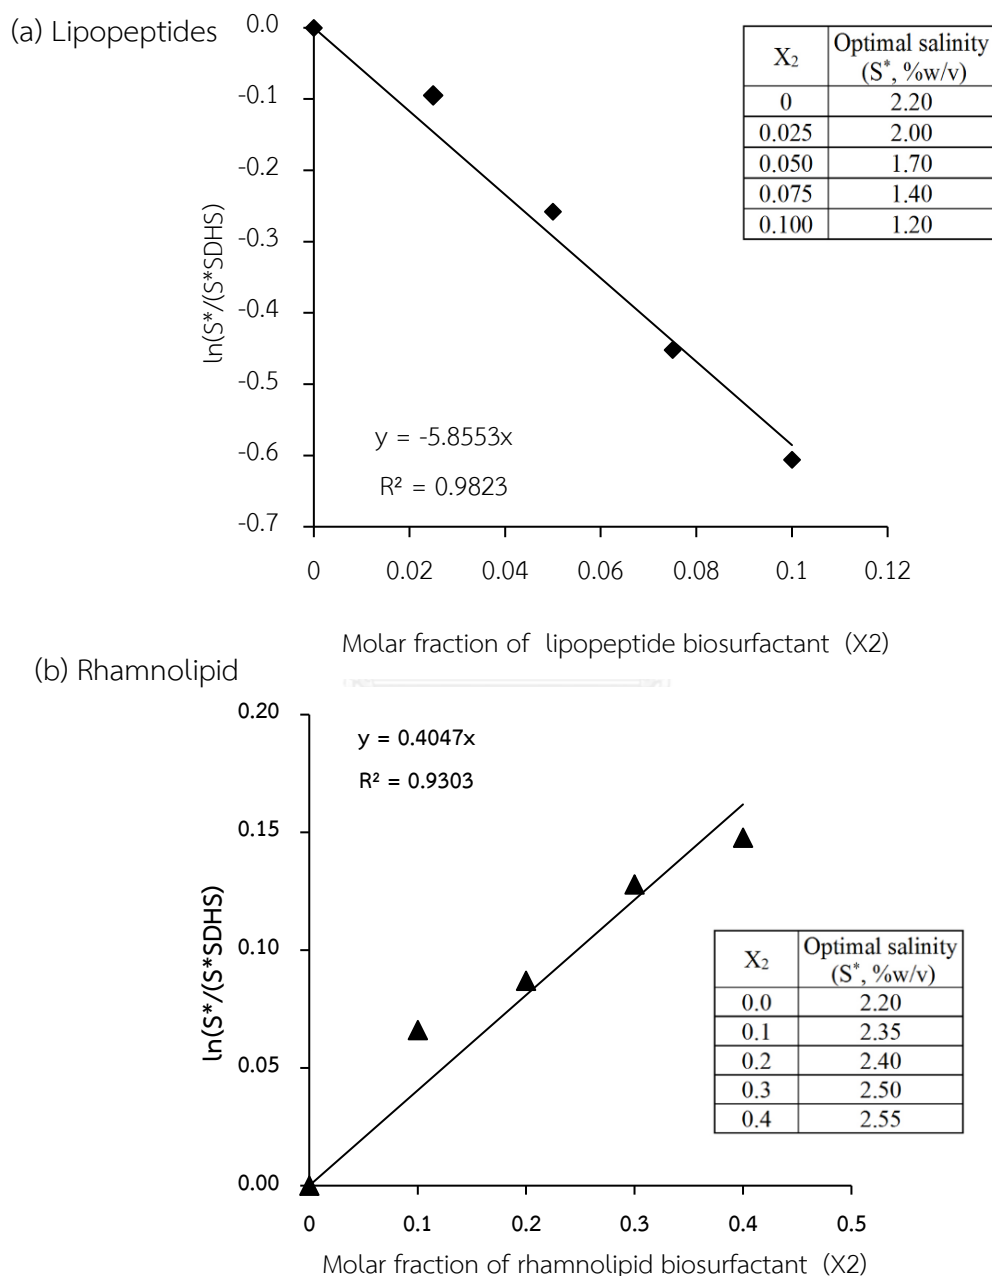 (a) Lipopeptides
0.0
-0.1
-0.2
-0.3
-0.4
-0.5
-0.6
-0.7
ln(S*/(S*SDHS)
y = -5.8553x
R² = 0.9823
0 0.02 0.04 0.06 0.08 0.1 0.12
Molar fraction of lipopeptide biosurfactant (X2)
X₂ Optimal salinity
(S*, %w/v)
0 2.20
0.025 2.00
0.050 1.70
0.075 1.40
0.100 1.20
(b) Rhamnolipid
0.20
0.15
0.10
0.05
0.00
ln(S*/(S*SDHS)
y = 0.4047x
R² = 0.9303
X₂ Optimal salinity
(S*, %w/v)
0.0 2.20
0.1 2.35
0.2 2.40
0.3 2.50
0.4 2.55
0 0.1 0.2 0.3 0.4 0.5
Molar fraction of rhamnolipid biosurfactant (X2)